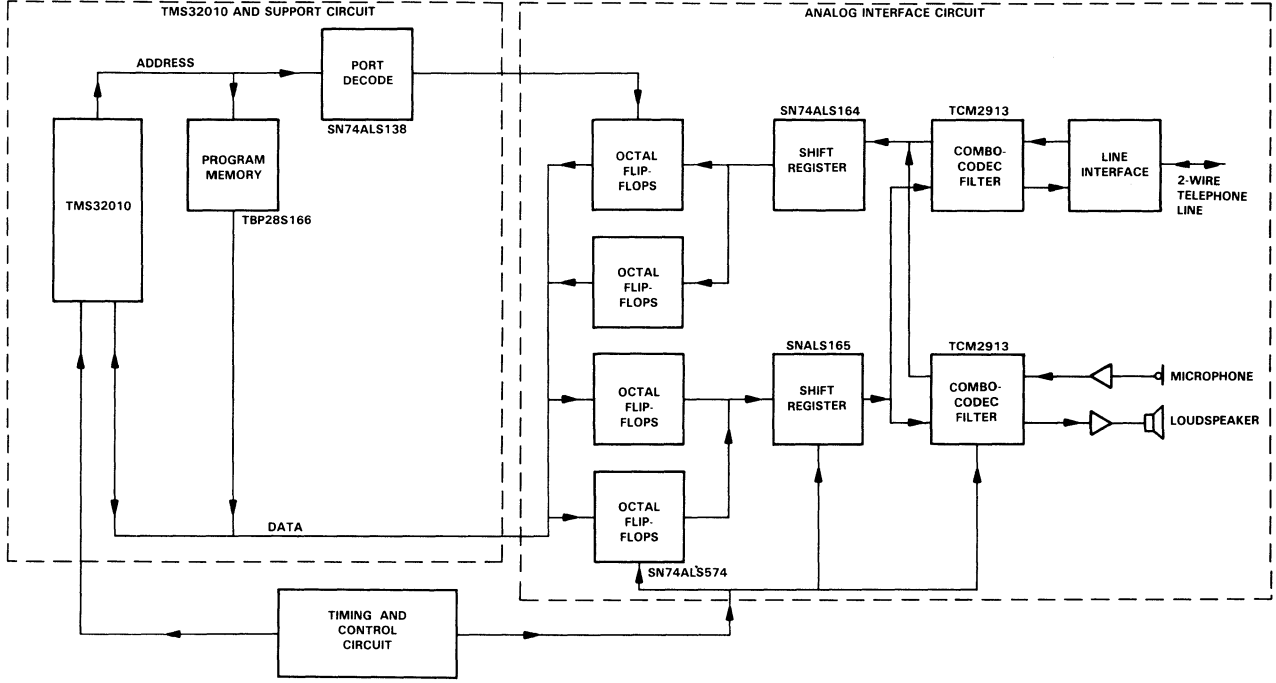 TMS32010 AND SUPPORT CIRCUIT
ANALOG INTERFACE CIRCUIT
ADDRESS
PORT
DECODE
SN74ALS138
TMS32010
PROGRAM
MEMORY
TBP28S166
OCTAL
FLIP-
FLOPS
SN74ALS164
SHIFT
REGISTER
TCM2913
COMBO-
CODEC
FILTER
LINE
INTERFACE
2-WIRE
TELEPHONE
LINE
OCTAL
FLIP-
FLOPS
OCTAL
FLIP-
FLOPS
SNALS165
SHIFT
REGISTER
TCM2913
COMBO-
CODEC
FILTER
MICROPHONE
LOUDSPEAKER
OCTAL
FLIP-
FLOPS
SN74ALS574
DATA
TIMING AND
CONTROL
CIRCUIT